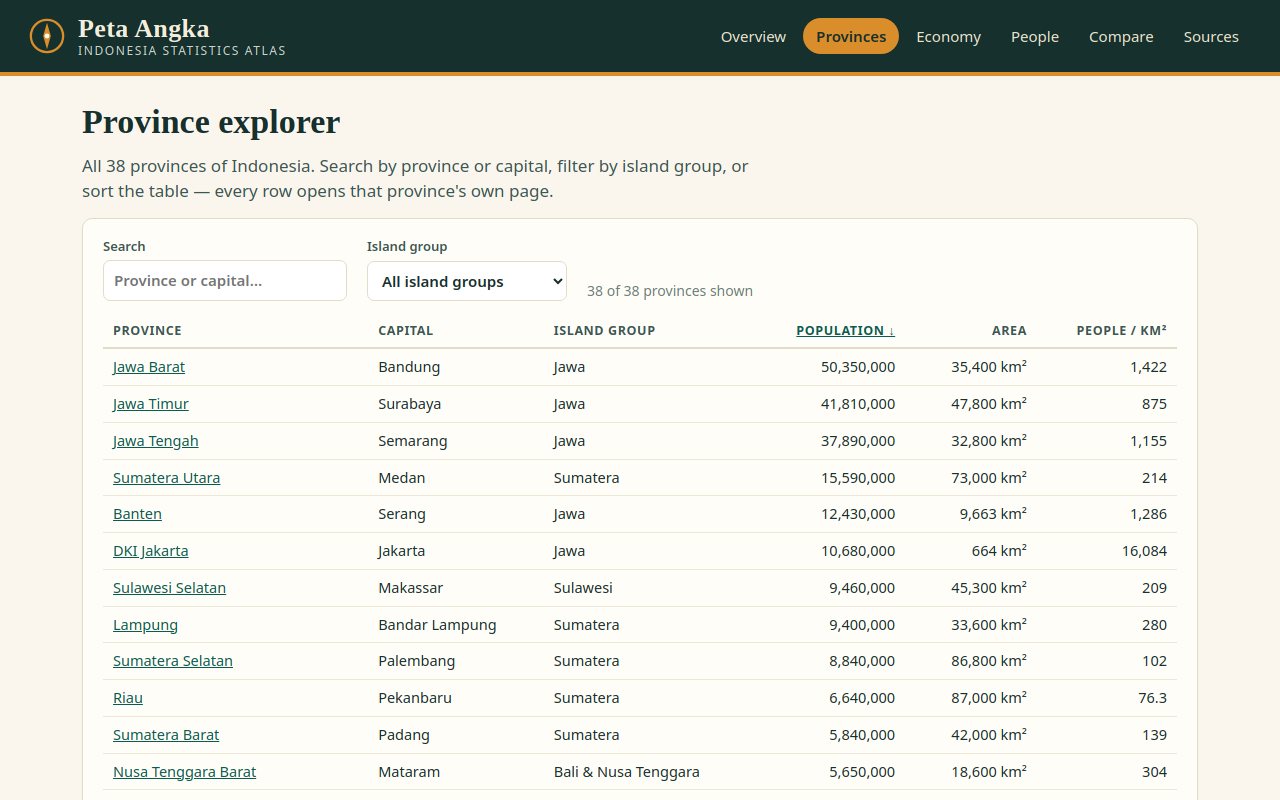 Peta Angka
INDONESIA STATISTICS ATLAS
Overview Provinces Economy People Compare Sources
Province explorer
All 38 provinces of Indonesia. Search by province or capital, filter by island group, or
sort the table — every row opens that province's own page.
Search Island group
Province or capital... All island groups 38 of 38 provinces shown
PROVINCE CAPITAL ISLAND GROUP POPULATION ↓ AREA PEOPLE / KM²
Jawa Barat Bandung Jawa 50,350,000 35,400 km² 1,422
Jawa Timur Surabaya Jawa 41,810,000 47,800 km² 875
Jawa Tengah Semarang Jawa 37,890,000 32,800 km² 1,155
Sumatera Utara Medan Sumatera 15,590,000 73,000 km² 214
Banten Serang Jawa 12,430,000 9,663 km² 1,286
DKI Jakarta Jakarta Jawa 10,680,000 664 km² 16,084
Sulawesi Selatan Makassar Sulawesi 9,460,000 45,300 km² 209
Lampung Bandar Lampung Sumatera 9,400,000 33,600 km² 280
Sumatera Selatan Palembang Sumatera 8,840,000 86,800 km² 102
Riau Pekanbaru Sumatera 6,640,000 87,000 km² 76.3
Sumatera Barat Padang Sumatera 5,840,000 42,000 km² 139
Nusa Tenggara Barat Mataram Bali & Nusa Tenggara 5,650,000 18,600 km² 304